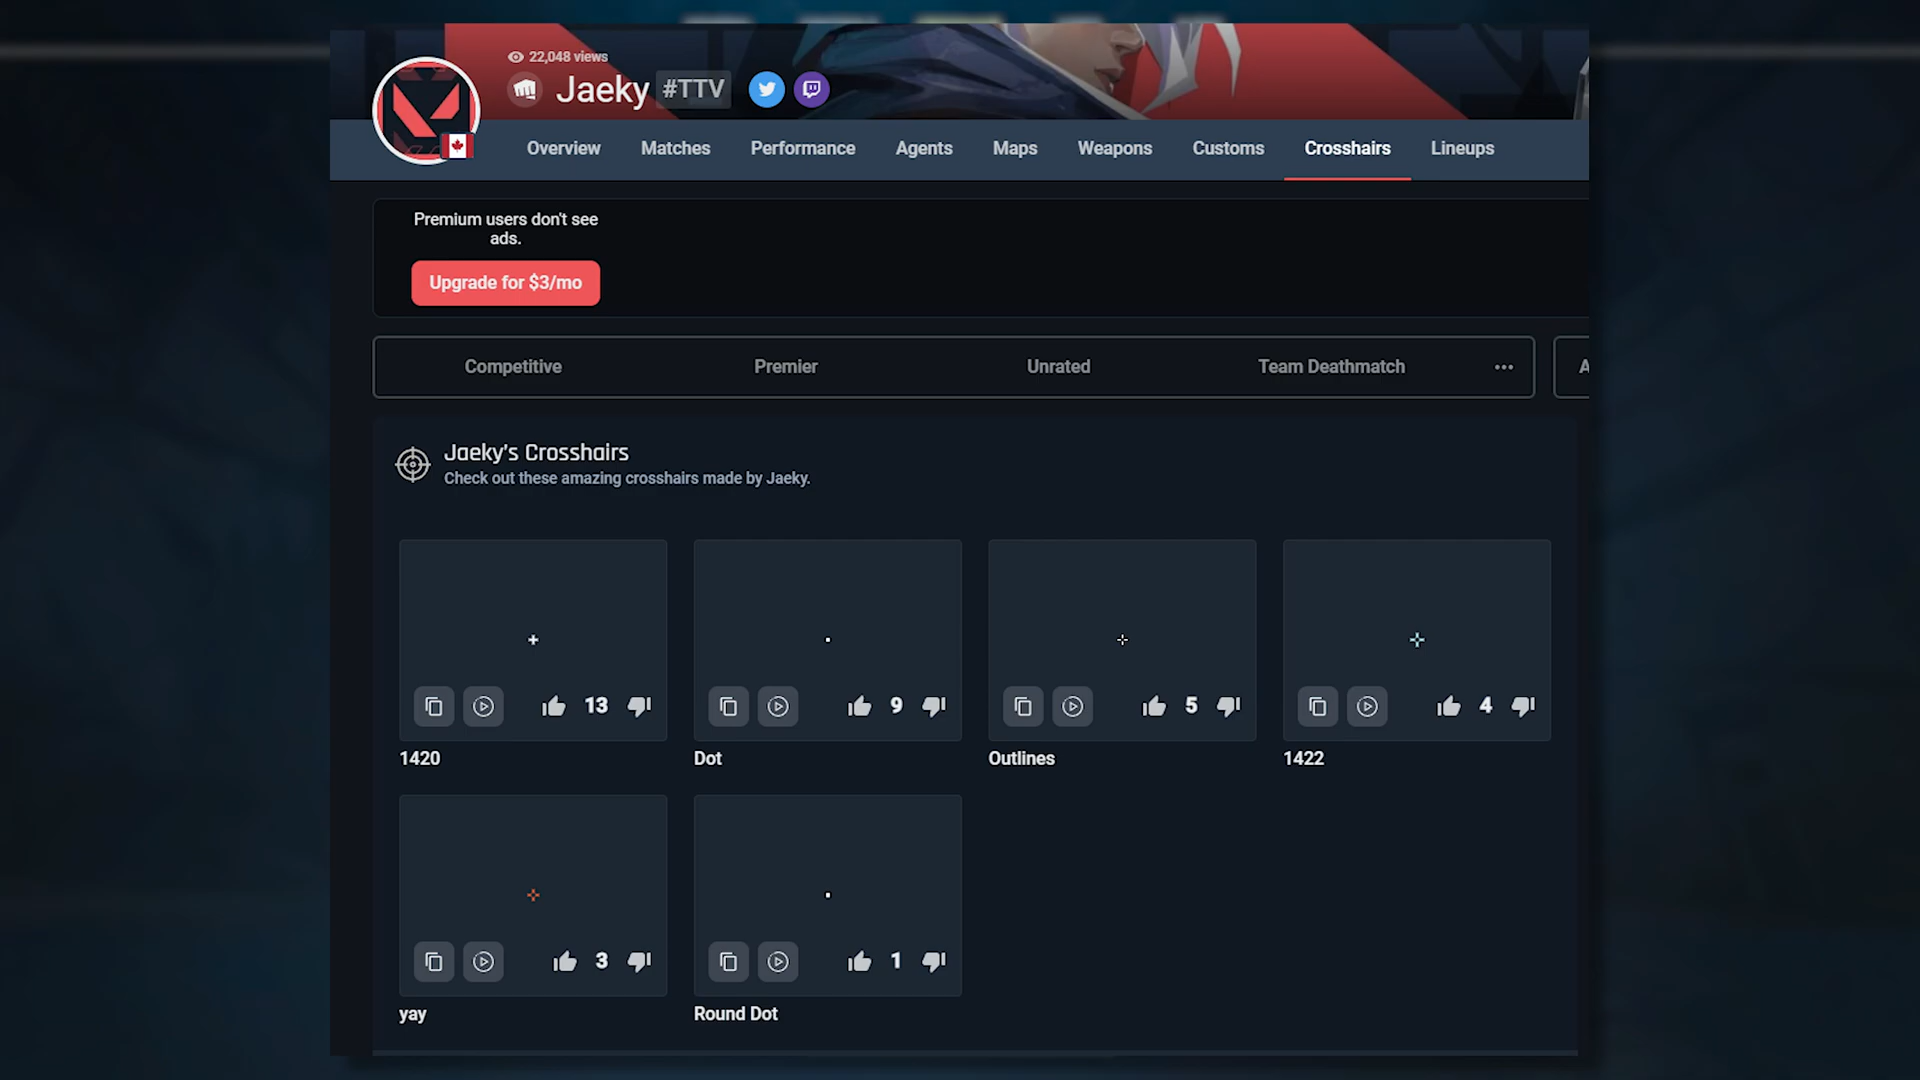 22,048 views
Jaeky #TTV
Overview Matches Performance Agents Maps Weapons Customs Crosshairs Lineups
Premium users don't see
ads.
Upgrade for $3/mo
Competitive Premier Unrated Team Deathmatch ... A
Jaeky's Crosshairs
Check out these amazing crosshairs made by Jaeky.
13 9 5 4
1420 Dot Outlines 1422
3 1
yay Round Dot